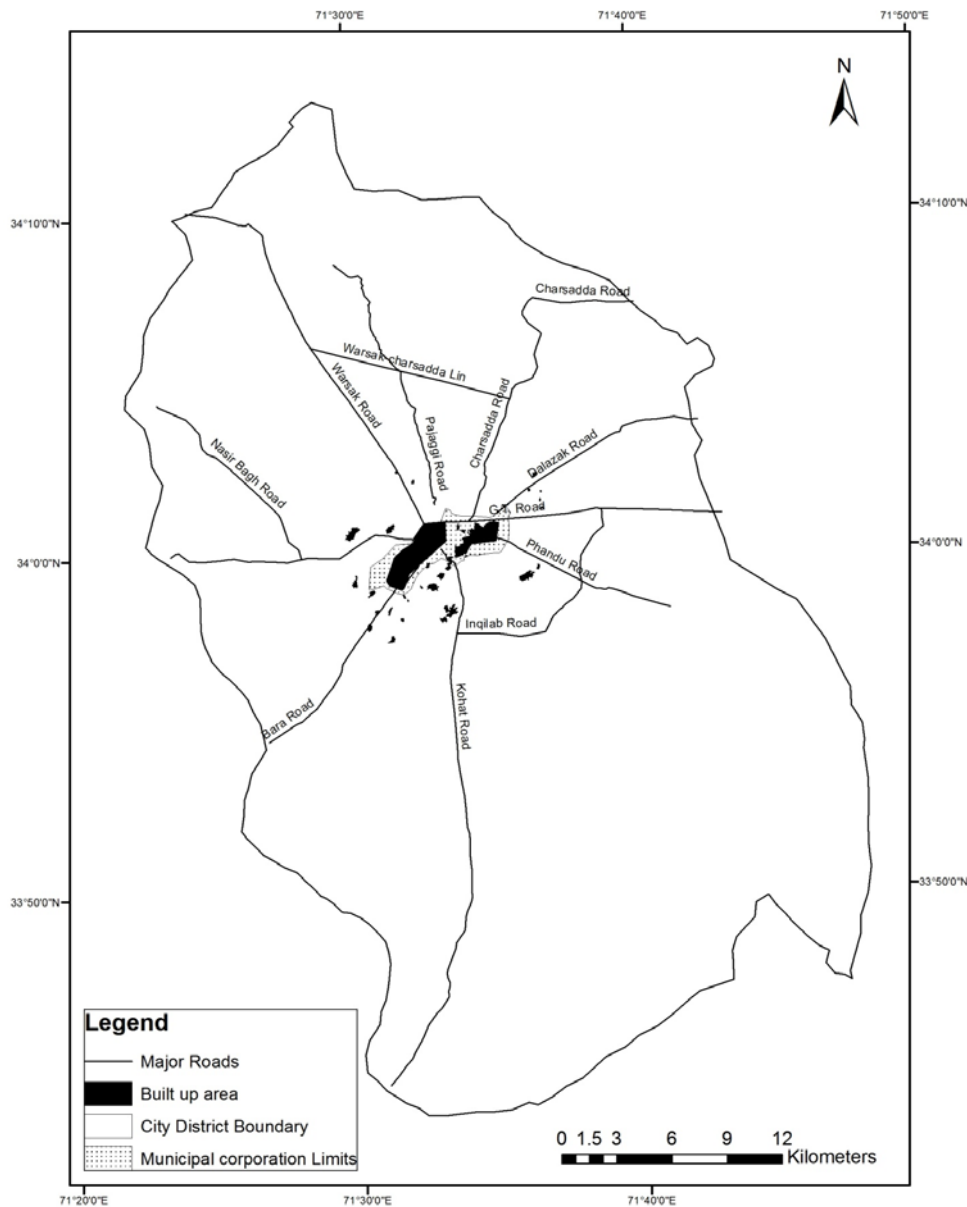 71°30'0"E
71°40'0"E
71°50'0"E
N
34°10'0"N
34°10'0"N
Charsadda Road
Warsak charsadda Lin
Warsak Road
Pajaggi Road
Charsadda Road
Dalazak Road
Nasir Bagh Road
G.T. Road
34°0'0"N
34°0'0"N
Phandu Road
Inqilab Road
Bara Road
Kohat Road
33°50'0"N
33°50'0"N
Legend
Major Roads
Built up area
City District Boundary
Municipal corporation Limits
0 1.5 3 6 9 12
Kilometers
71°20'0"E
71°30'0"E
71°40'0"E